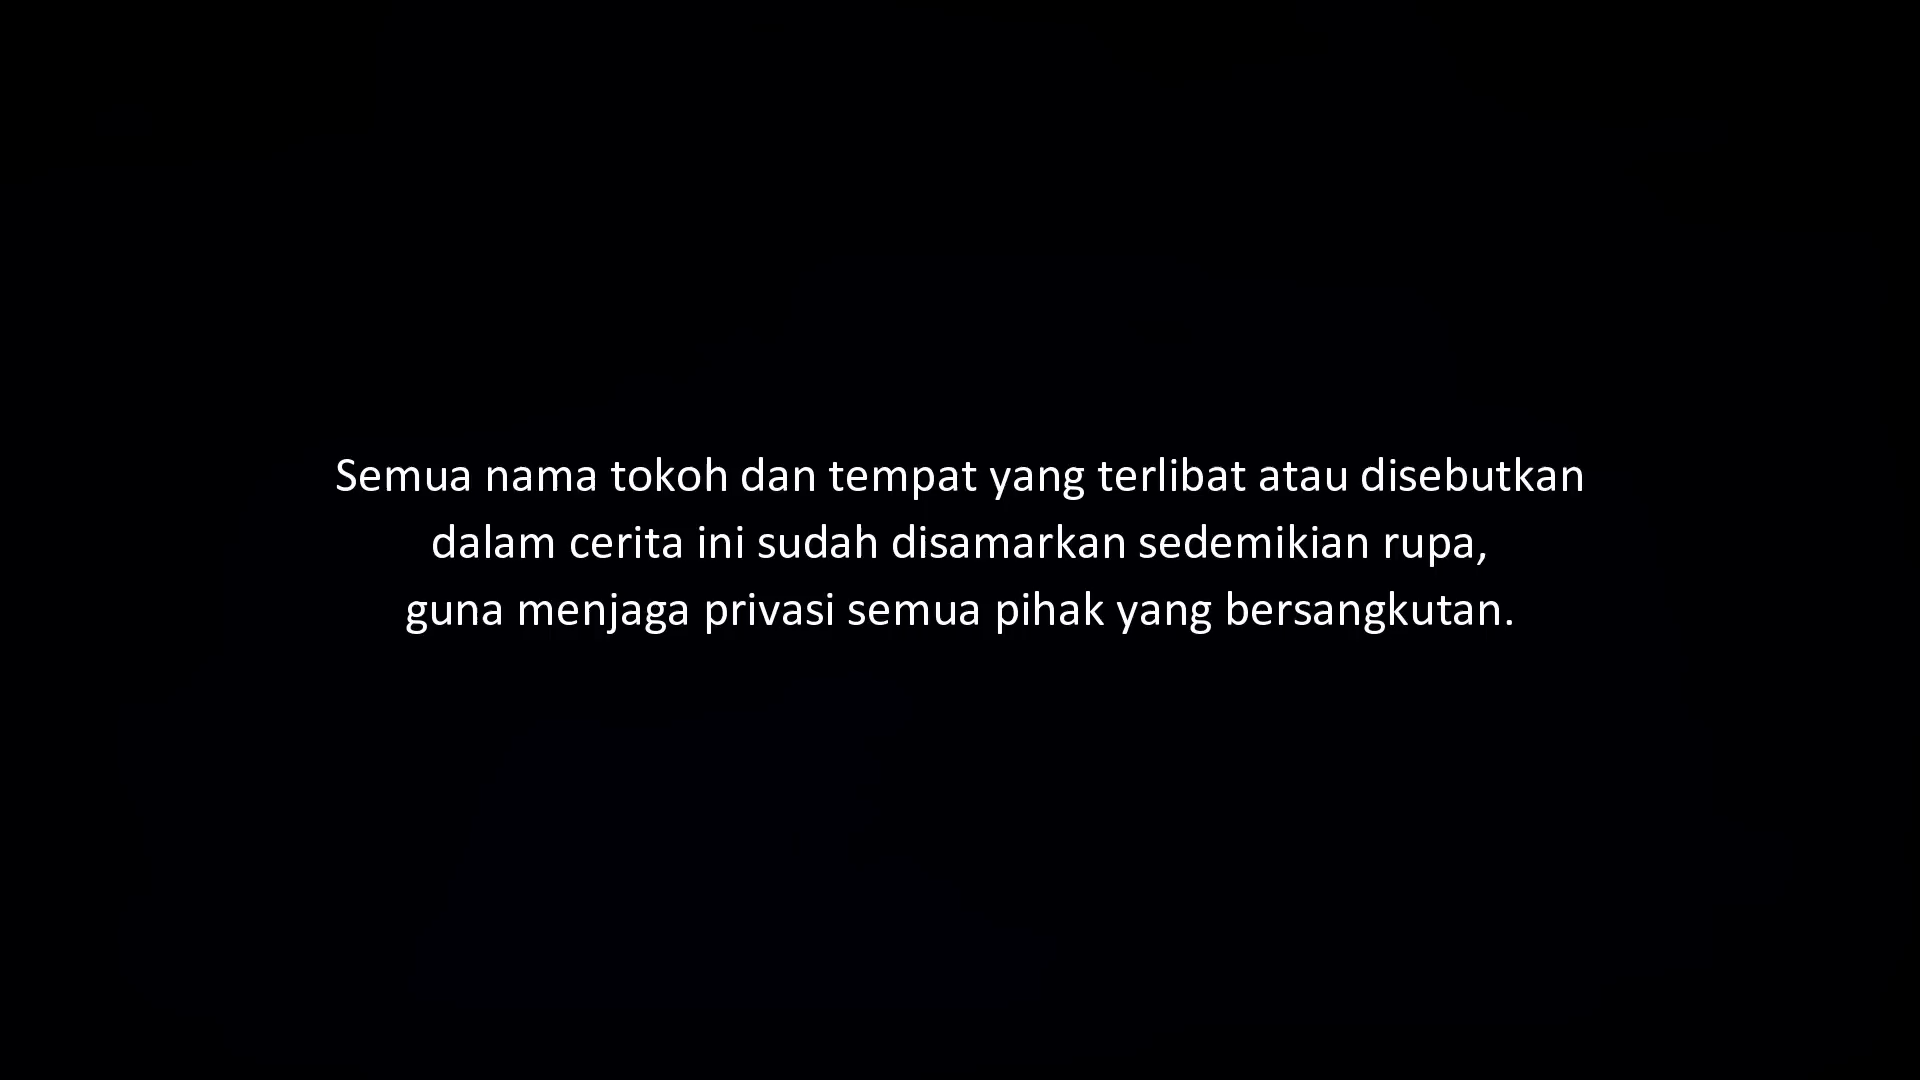 Semua nama tokoh dan tempat yang terlibat atau disebutkan
dalam cerita ini sudah disamarkan sedemikian rupa,
guna menjaga privasi semua pihak yang bersangkutan.